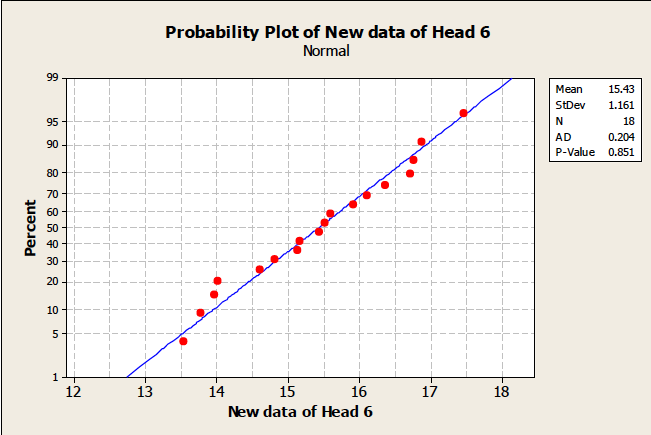 Probability Plot of New data of Head 6
Normal
99
95
90
80
70
60
50
40
30
20
10
5
1
Percent
12 13 14 15 16 17 18
New data of Head 6
Mean 15.43
StDev 1.161
N 18
AD 0.204
P-Value 0.851